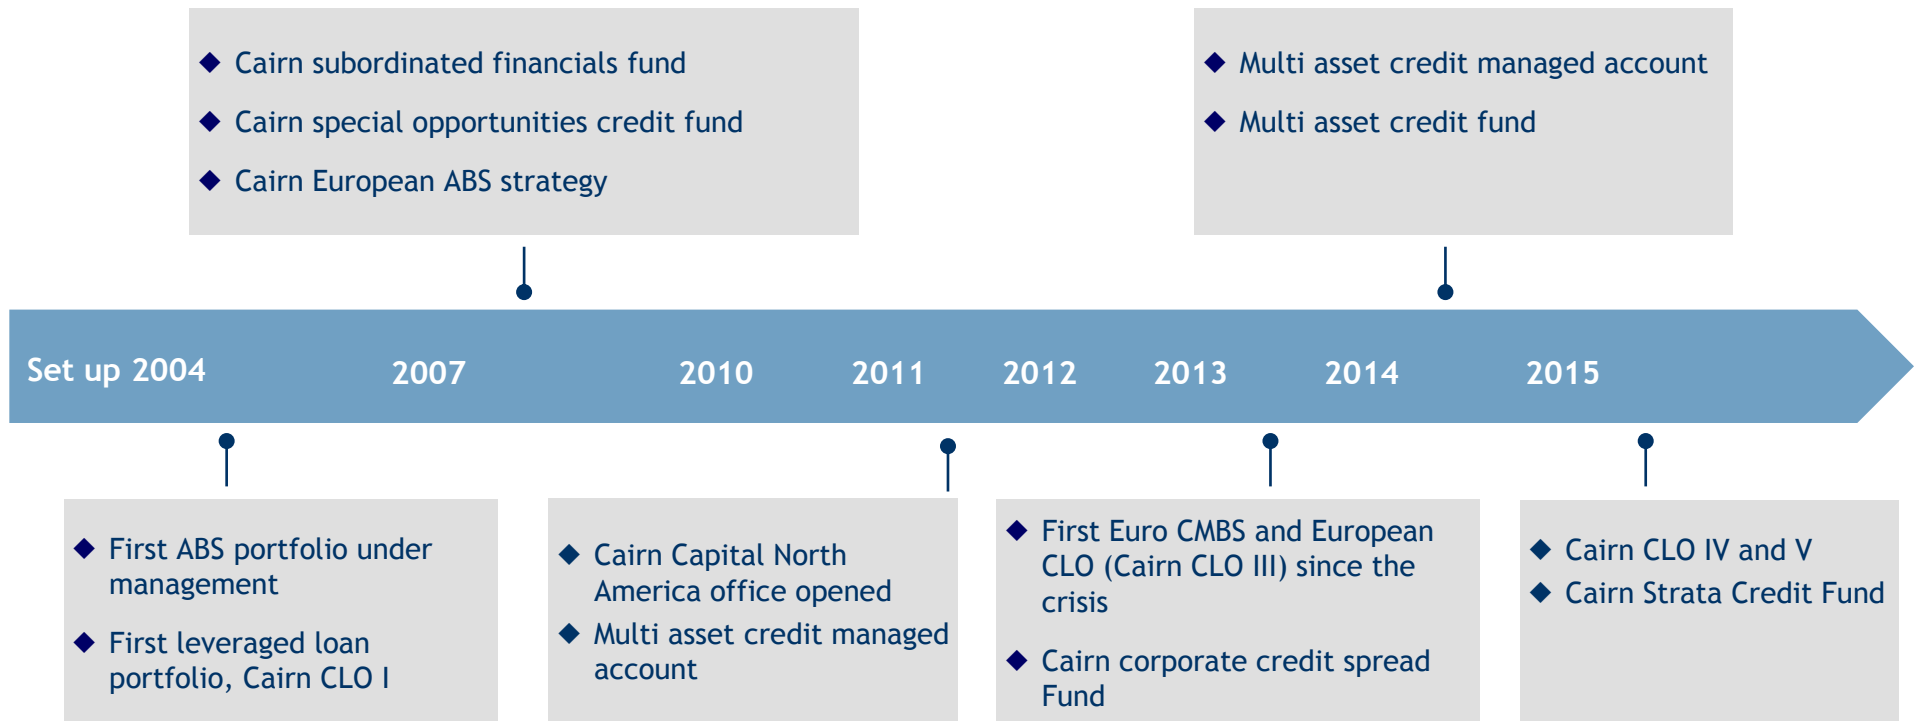 ◆ Cairn subordinated financials fund
◆ Cairn special opportunities credit fund
◆ Cairn European ABS strategy
◆ Multi asset credit managed account
◆ Multi asset credit fund
Set up 2004
2007
2010
2011
2012
2013
2014
2015
◆ First ABS portfolio under
management
◆ First leveraged loan
portfolio, Cairn CLO I
◆ Cairn Capital North
America office opened
◆ Multi asset credit managed
account
◆ First Euro CMBS and European
CLO (Cairn CLO III) since the
crisis
◆ Cairn corporate credit spread
Fund
◆ Cairn CLO IV and V
◆ Cairn Strata Credit Fund